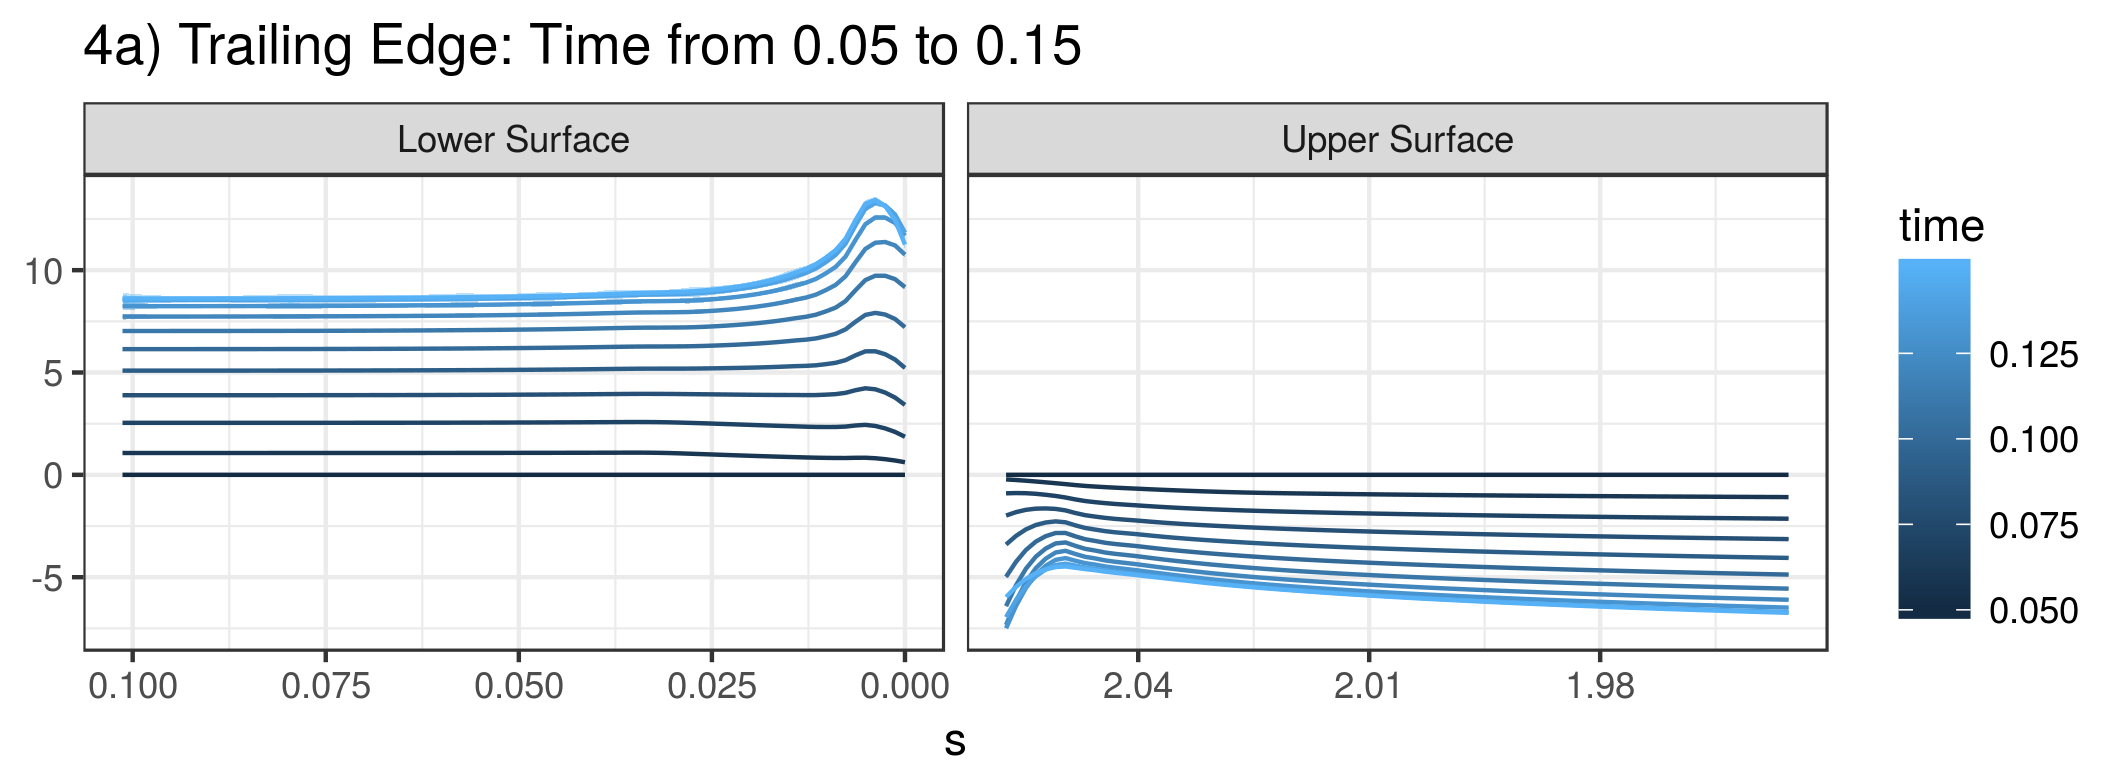 4a) Trailing Edge: Time from 0.05 to 0.15
Lower Surface
Upper Surface
10
5
0
-5
0.100 0.075 0.050 0.025 0.000
2.04 2.01 1.98
s
time
0.125
0.100
0.075
0.050